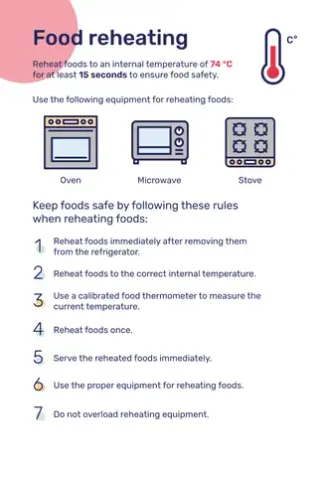 Food reheating
C°
Reheat foods to an internal temperature of 74 °C
for at least 15 seconds to ensure food safety.
Use the following equipment for reheating foods:
Oven
Microwave
Stove
Keep foods safe by following these rules
when reheating foods:
1 Reheat foods immediately after removing them
from the refrigerator.
2 Reheat foods to the correct internal temperature.
3 Use a calibrated food thermometer to measure the
current temperature.
4 Reheat foods once.
5 Serve the reheated foods immediately.
6 Use the proper equipment for reheating foods.
7 Do not overload reheating equipment.